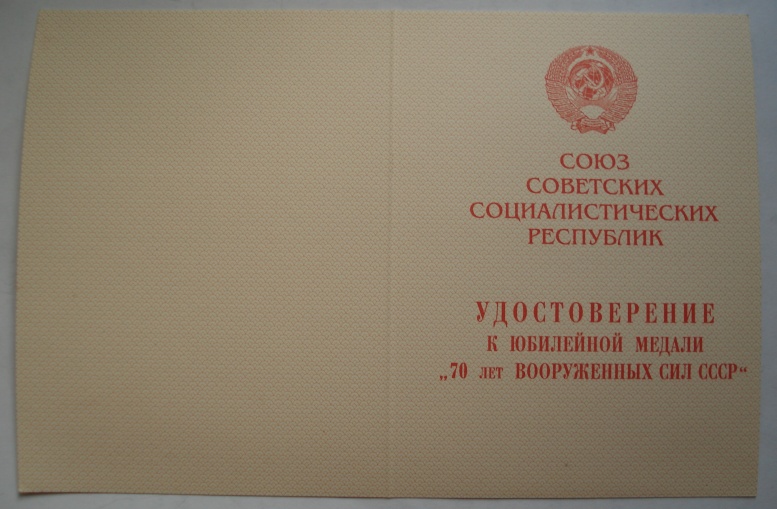 СОЮЗ
СОВЕТСКИХ
СОЦИАЛИСТИЧЕСКИХ
РЕСПУБЛИК
УДОСТОВЕРЕНИЕ
К ЮБИЛЕЙНОЙ МЕДАЛИ
„70 лет ВООРУЖЕННЫХ СИЛ СССР“